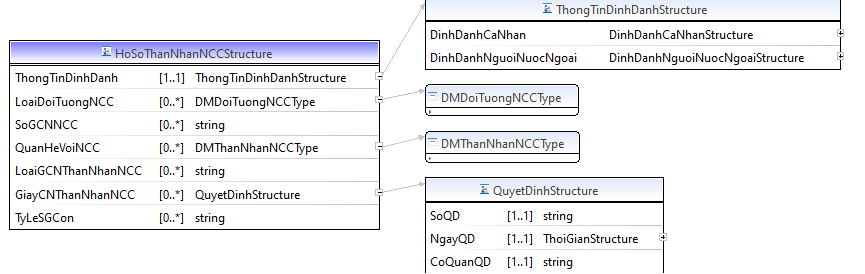 ThongTinDinhDanhStructure
DinhDanhCaNhan DinhDanhCaNhanStructure
DinhDanhNguoiNuocNgoai DinhDanhNguoiNuocNgoaiStructure
HoSoThanNhanNCCStructure
ThongTinDinhDanh [1..1] ThongTinDinhDanhStructure
LoaiDoiTuongNCC [0..*] DMDoiTuongNCCType
SoGCNNCC [0..*] string
QuanHeVoiNCC [0..*] DMThanNhanNCCType
LoaiGCNThanNhanNCC [0..*] string
GiayCNThanNhanNCC [0..*] QuyetDinhStructure
TyLeSGCon [0..*] string
DMDoiTuongNCCType
DMThanNhanNCCType
QuyetDinhStructure
SoQD [1..1] string
NgayQD [1..1] ThoiGianStructure
CoQuanQD [1..1] string